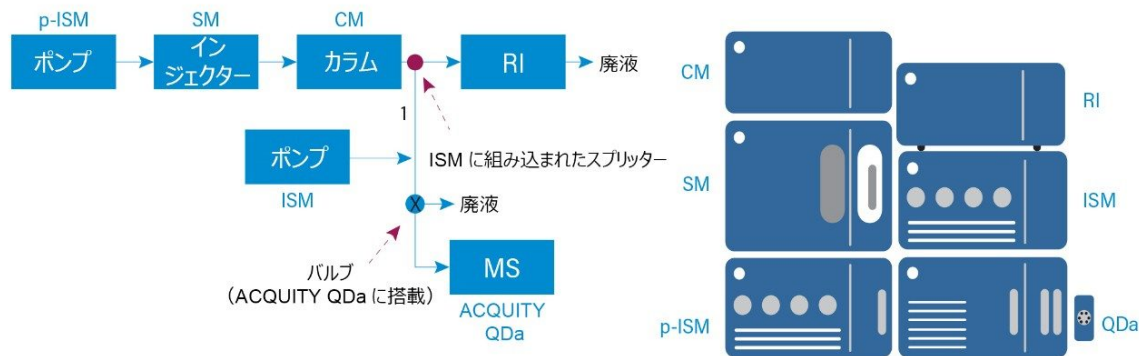 p-ISM
SM
CM
ポンプ
イン
ジェクター
カラム
RI
廃液
1
ポンプ
ISM
ISM に組み込まれたスプリッター
X
廃液
バルブ
（ACQUITY QDa に搭載）
MS
ACQUITY
QDa
CM
RI
SM
ISM
p-ISM
QDa